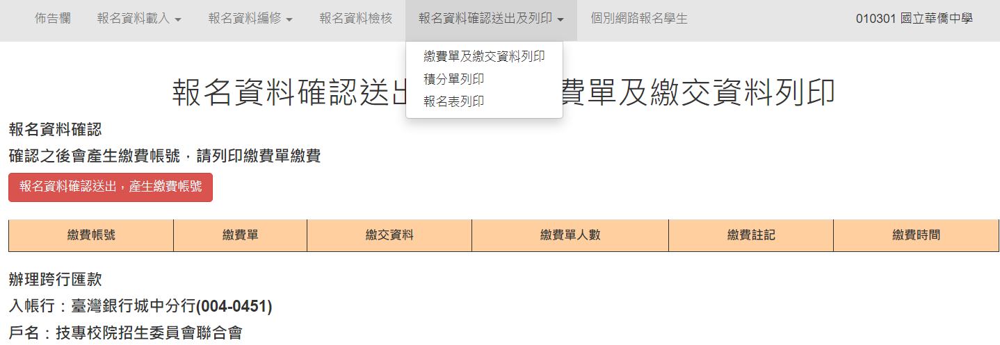 佈告欄 報名資料載入 報名資料編修 報名資料檢核 報名資料確認送出及列印 個別網路報名學生 010301 國立華僑中學
繳費單及繳交資料列印
積分單列印
報名表列印
報名資料確認送出 費單及繳交資料列印
報名資料確認
確認之後會產生繳費帳號，請列印繳費單繳費
報名資料確認送出，產生繳費帳號
繳費帳號 繳費單 繳交資料 繳費單人數 繳費註記 繳費時間
辦理跨行匯款
入帳行：臺灣銀行城中分行(004-0451)
戶名：技專校院招生委員會聯合會